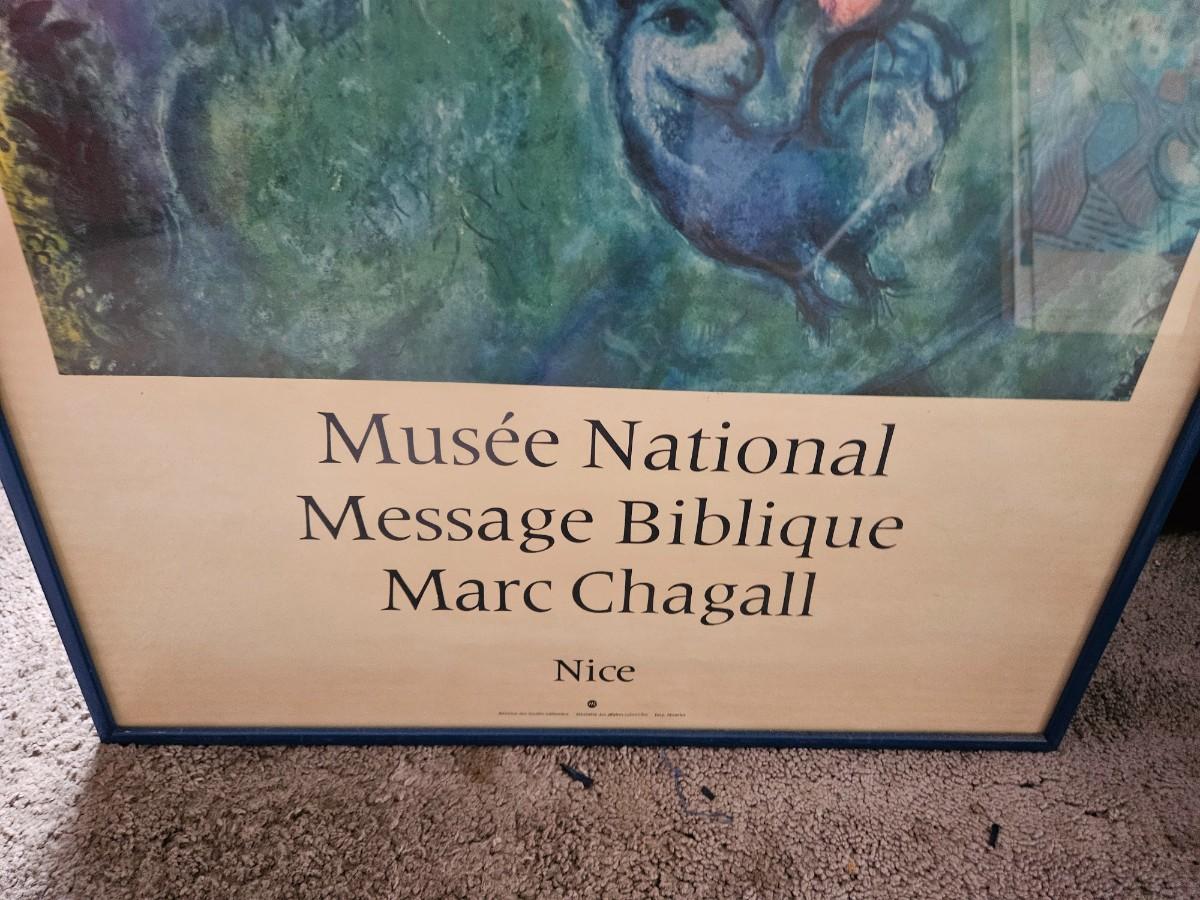 Musée National
Message Biblique
Marc Chagall
Nice